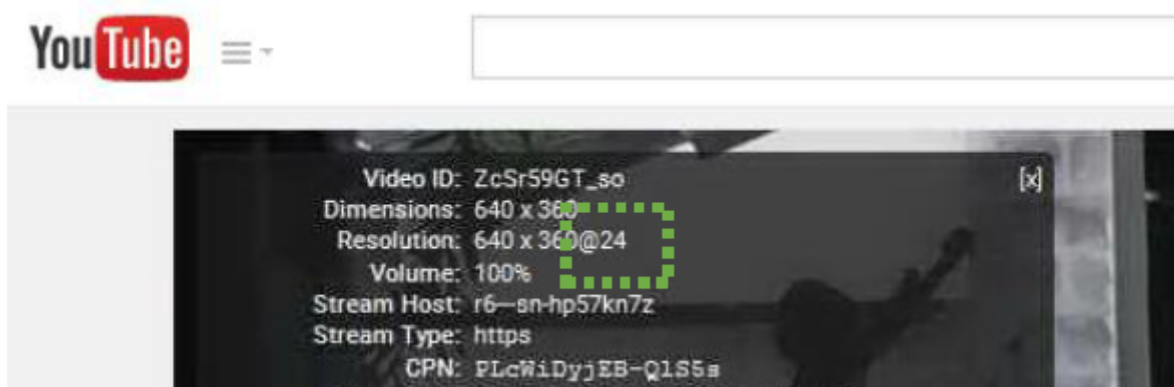 YouTube
[x]
Video ID: ZcSr59GT_so
Dimensions: 640 x 360
Resolution: 640 x 360@24
Volume: 100%
Stream Host: r6---sn-hp57kn7z
Stream Type: https
CPN: PLcWiDyjEB-QlS5s